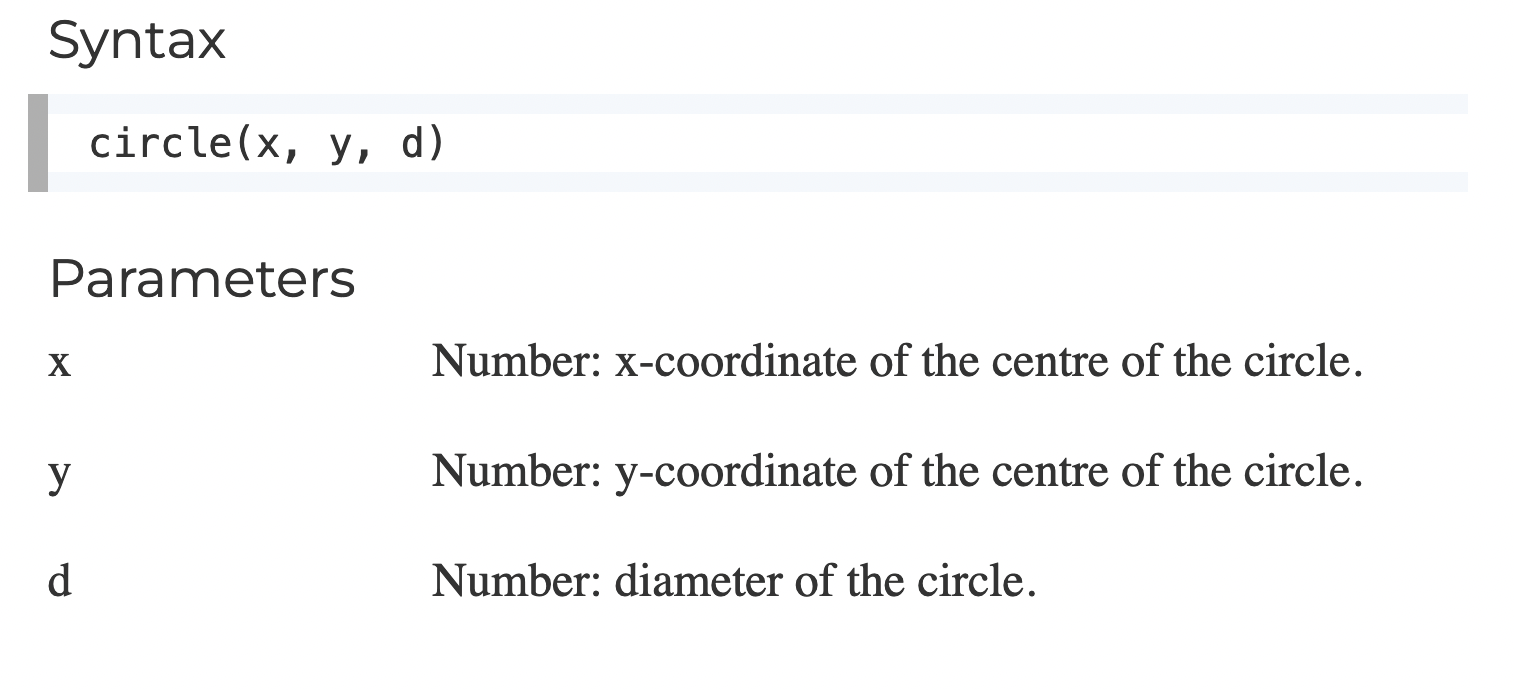 Syntax
circle(x, y, d)
Parameters
x Number: x-coordinate of the centre of the circle.
y Number: y-coordinate of the centre of the circle.
d Number: diameter of the circle.